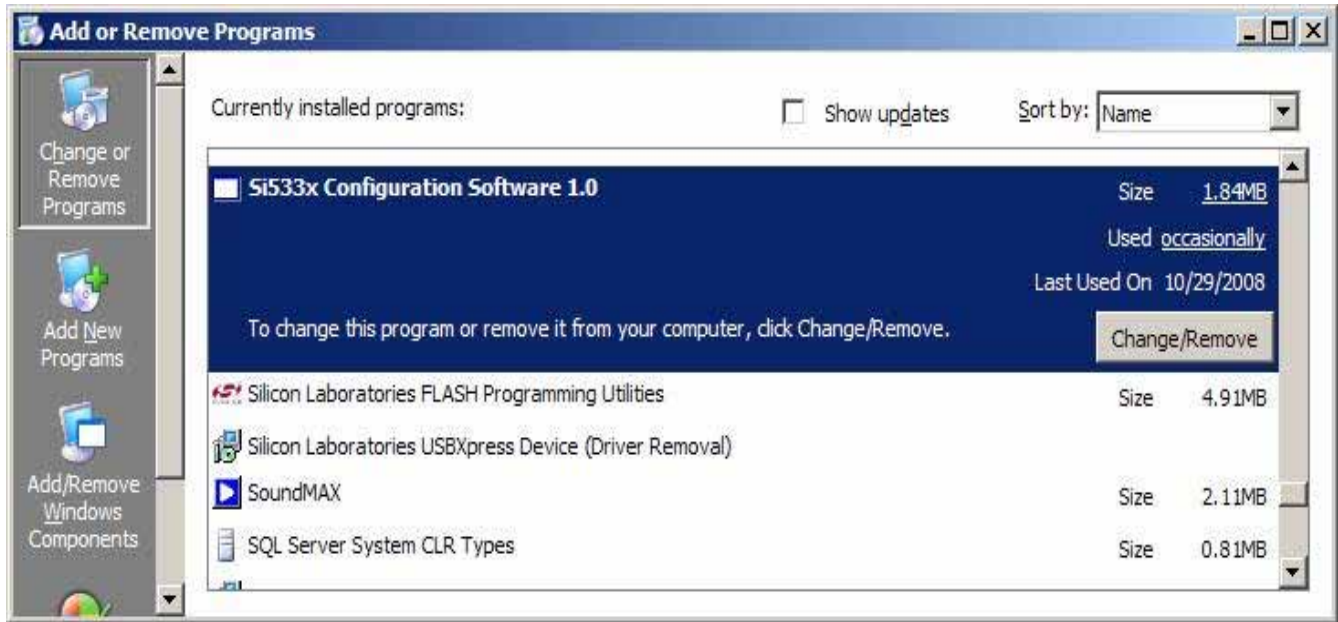 Add or Remove Programs
Change or
Remove
Programs
Add New
Programs
Add/Remove
Windows
Components
Currently installed programs:
Show updates
Sort by: Name
Si533x Configuration Software 1.0 Size 1.84MB
Used occasionally
Last Used On 10/29/2008
To change this program or remove it from your computer, click Change/Remove. Change/Remove
Silicon Laboratories FLASH Programming Utilities Size 4.91MB
Silicon Laboratories USBXpress Device (Driver Removal)
SoundMAX Size 2.11MB
SQL Server System CLR Types Size 0.81MB